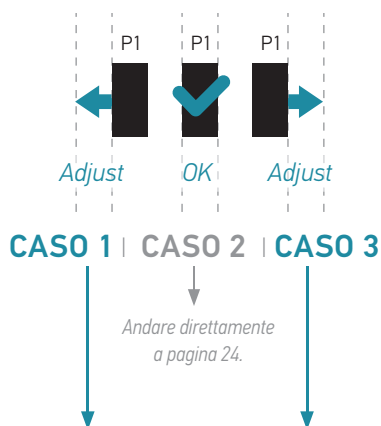 P1 P1 P1
Adjust OK Adjust
CASO 1 CASO 2 CASO 3
Andare direttamente
a pagina 24.